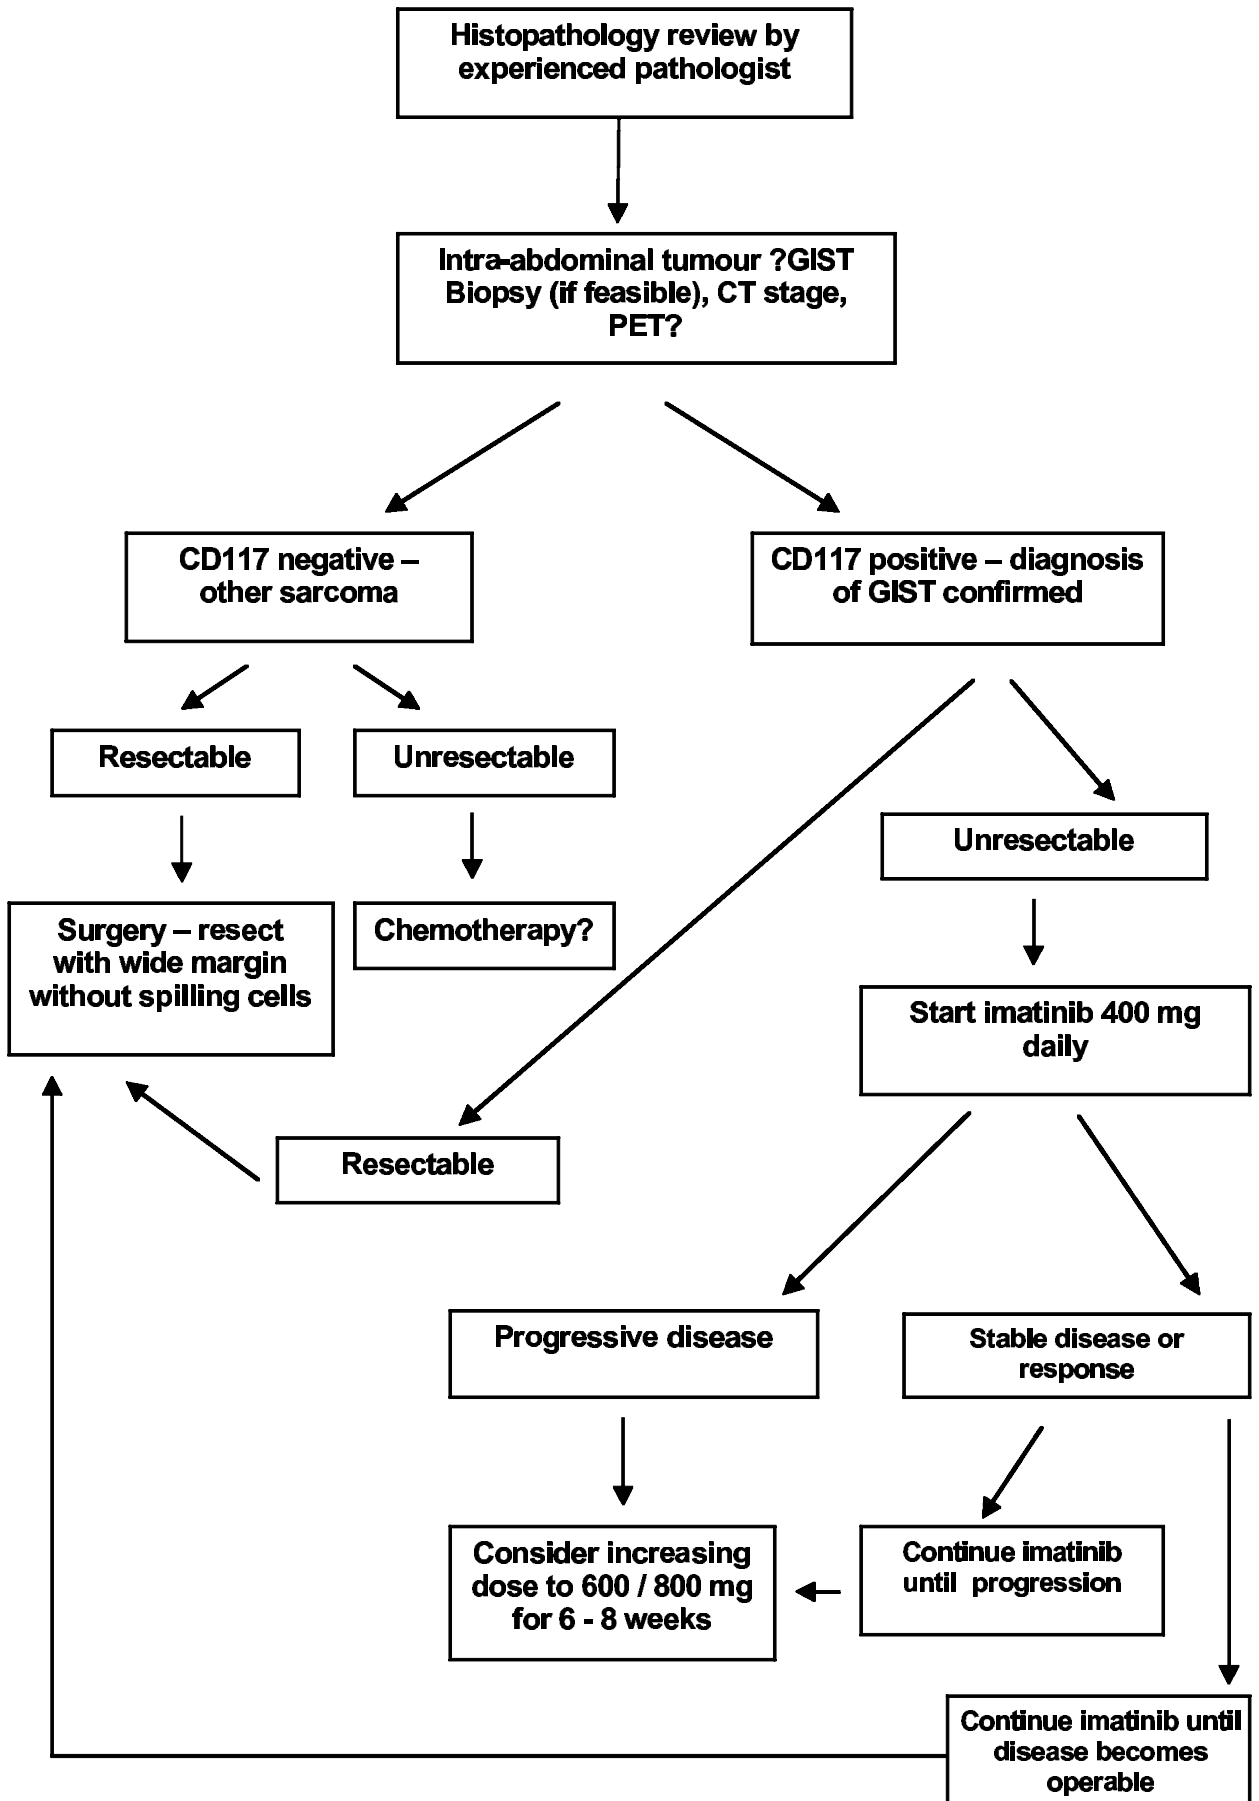 Histopathology review by
experienced pathologist
Intra-abdominal tumour ?GIST
Biopsy (if feasible), CT stage,
PET?
CD117 negative –
other sarcoma
CD117 positive – diagnosis
of GIST confirmed
Resectable
Unresectable
Unresectable
Surgery – resect
with wide margin
without spilling cells
Chemotherapy?
Start imatinib 400 mg
daily
Resectable
Progressive disease
Stable disease or
response
Consider increasing
dose to 600 / 800 mg
for 6 - 8 weeks
Continue imatinib
until progression
Continue imatinib until
disease becomes
operable